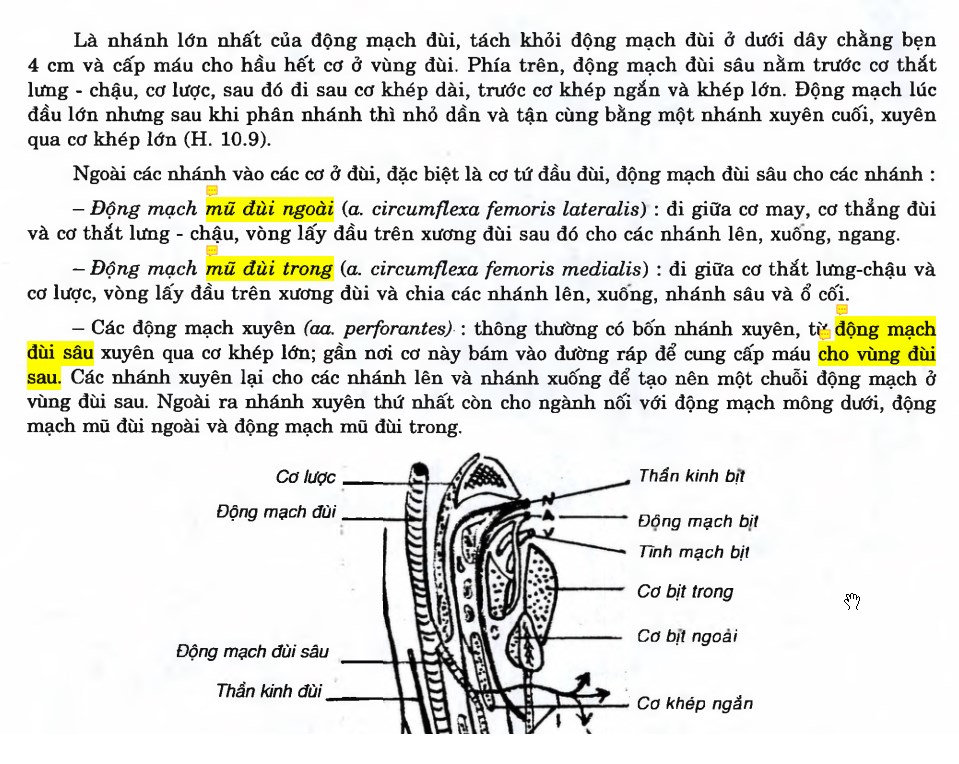 Là nhánh lớn nhất của động mạch đùi, tách khỏi động mạch đùi ở dưới dây chằng bẹn
4 cm và cấp máu cho hầu hết cơ ở vùng đùi. Phía trên, động mạch đùi sâu nằm trước cơ thắt
lưng - chậu, cơ lược, sau đó đi sau cơ khép dài, trước cơ khép ngắn và khép lớn. Động mạch lúc
đầu lớn nhưng sau khi phân nhánh thì nhỏ dần và tận cùng bằng một nhánh xuyên cuối, xuyên
qua cơ khép lớn (H. 10.9).
Ngoài các nhánh vào các cơ ở đùi, đặc biệt là cơ tứ đầu đùi, động mạch đùi sâu cho các nhánh :
– Động mạch mũ đùi ngoài (a. circumflexa femoris lateralis) : đi giữa cơ may, cơ thẳng đùi
và cơ thắt lưng - chậu, vòng lấy đầu trên xương đùi sau đó cho các nhánh lên, xuống, ngang.
– Động mạch mũ đùi trong (a. circumflexa femoris medialis) : đi giữa cơ thắt lưng-chậu và
cơ lược, vòng lấy đầu trên xương đùi và chia các nhánh lên, xuống, nhánh sâu và ổ cối.
– Các động mạch xuyên (aa. perforantes) : thông thường có bốn nhánh xuyên, từ động mạch
đùi sâu xuyên qua cơ khép lớn; gần nơi cơ này bám vào đường ráp để cung cấp máu cho vùng đùi
sau. Các nhánh xuyên lại cho các nhánh lên và nhánh xuống để tạo nên một chuỗi động mạch ở
vùng đùi sau. Ngoài ra nhánh xuyên thứ nhất còn cho ngành nối với động mạch mông dưới, động
mạch mũ đùi ngoài và động mạch mũ đùi trong.
Cơ lược
Động mạch đùi
Động mạch đùi sâu
Thần kinh đùi
N
A
V
Thần kinh bịt
Động mạch bịt
Tĩnh mạch bịt
Cơ bịt trong
Cơ bịt ngoài
Cơ khép ngắn